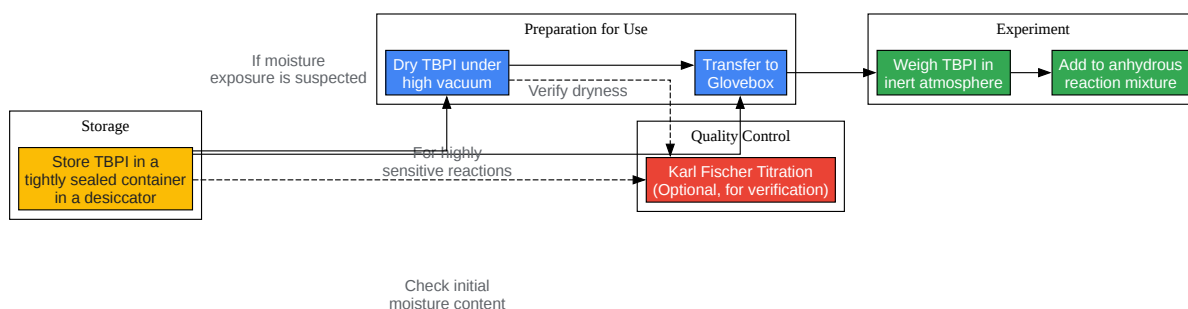 Preparation for Use
Experiment
If moisture
exposure is suspected
Dry TBPI under
high vacuum
Transfer to
Glovebox
Weigh TBPI in
inert atmosphere
Add to anhydrous
reaction mixture
Verify dryness
Storage
Quality Control
Store TBPI in a
tightly sealed container
in a desiccator
For highly
sensitive reactions
Karl Fischer Titration
(Optional, for verification)
Check initial
moisture content